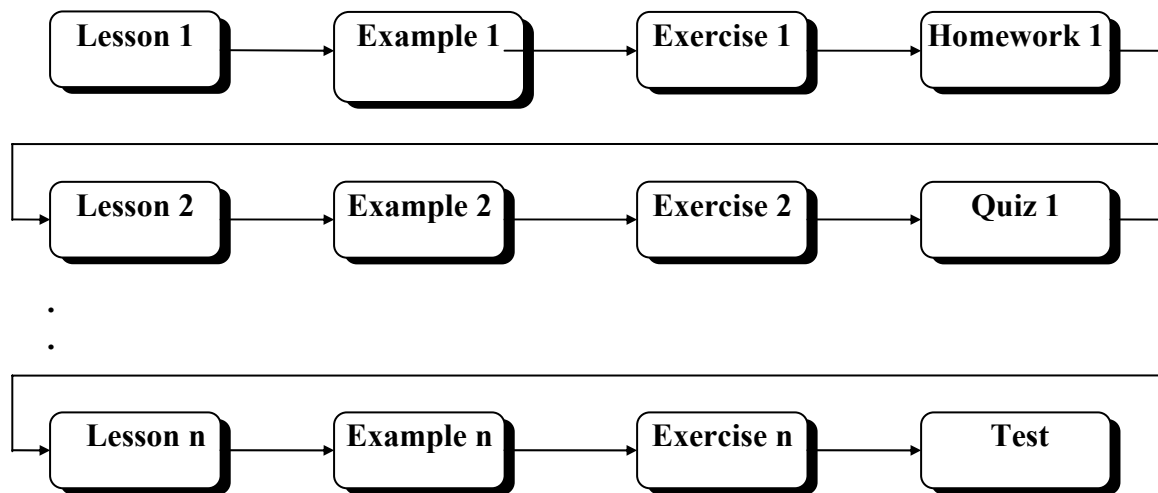 Lesson 1 Example 1 Exercise 1 Homework 1
Lesson 2 Example 2 Exercise 2 Quiz 1
.
.
Lesson n Example n Exercise n Test